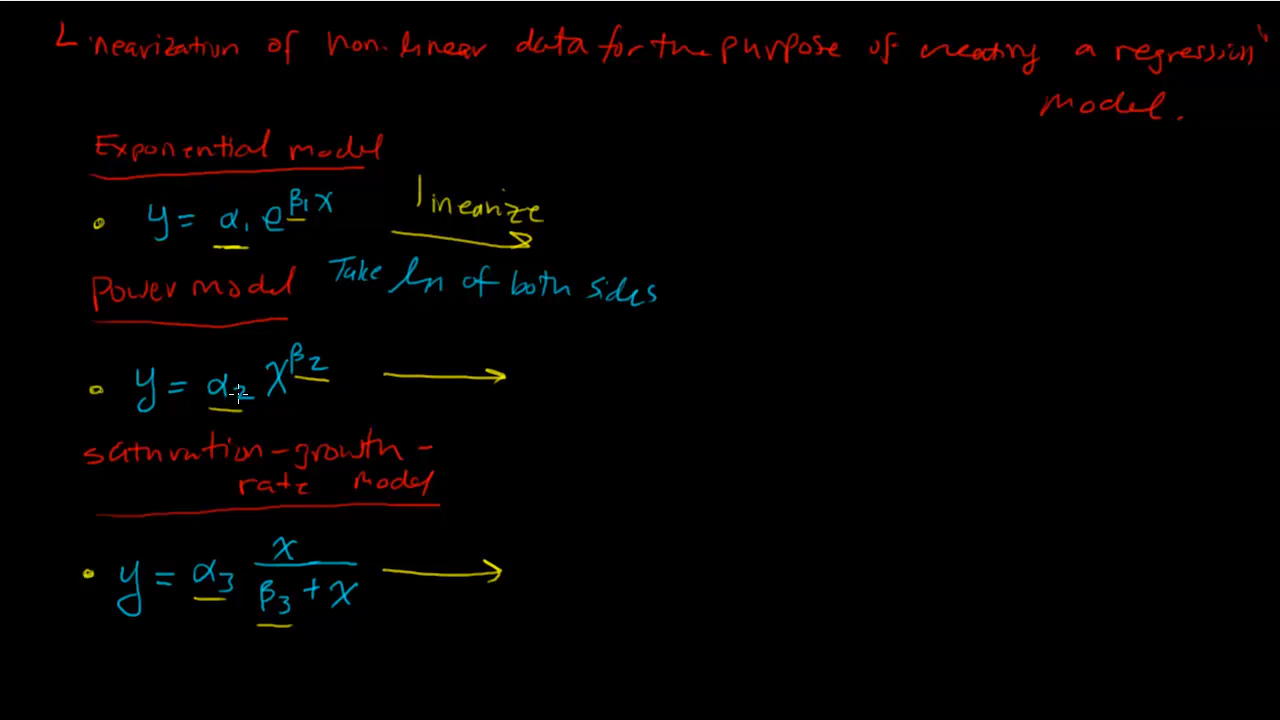 Linearization of non-linear data for the purpose of creating a regression
model.
Exponential model
y = α₁ e^{β₁x}
linearize
Take ln of both sides
Power model
y = α₂ x^{β₂}
saturation-growth-
rate model
y = α₃ x/(β₃ + x)